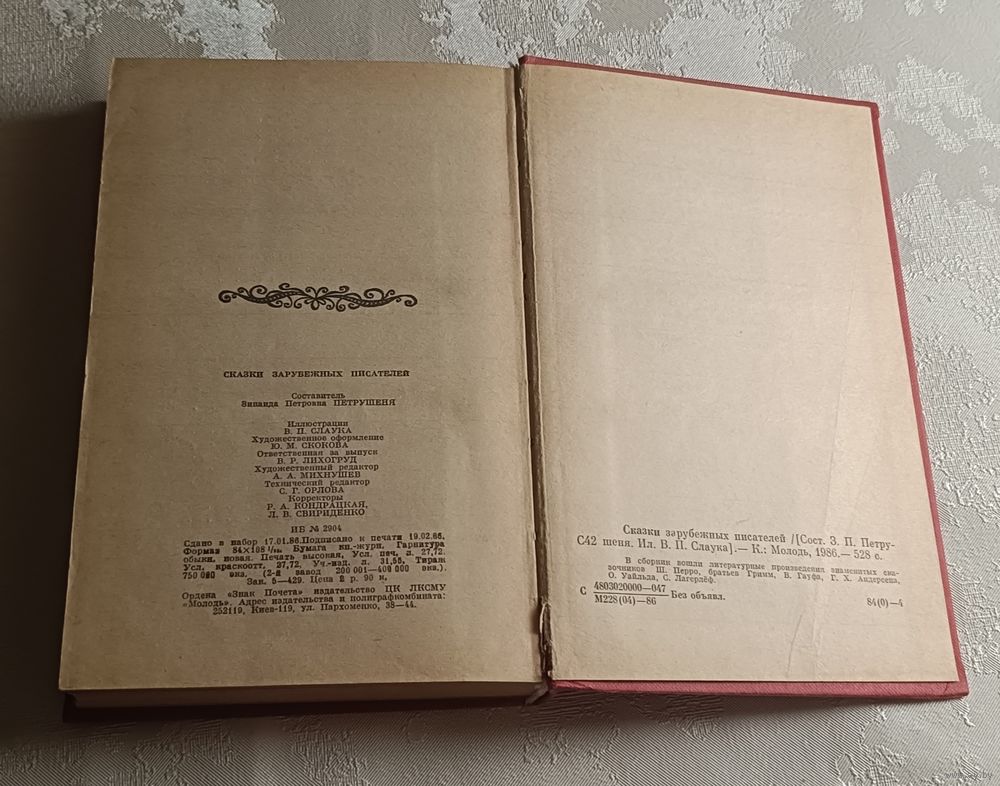 СКАЗКИ ЗАРУБЕЖНЫХ ПИСАТЕЛЕЙ
Составитель
Зинаида Петровна ПЕТРУШЕНЯ
Иллюстрации
В. П. СЛАУКА
Художественное оформление
Ю. М. СКОКОВА
Ответственная за выпуск
В. Р. ЛИХОГРУД
Художественный редактор
А. А. МИХНУШЕВ
Технический редактор
С. Г. ОРЛОВА
Корректоры
Р. А. КОНДРАЦКАЯ,
Л. В. СВИРИДЕНКО
ИБ № 2904
Сдано в набор 17.01.86. Подписано к печати 19.02.86.
Формат 84×108 1/32. Бумага кн.-журн. Гарнитура
обыкн. новая. Печать высокая. Усл. печ. л. 27,72.
Усл. краскоотт. 27,72. Уч.-изд. л. 31,55. Тираж
750 000 экз. (2-й завод 200 001—400 000 экз.).
Зак. 5—429. Цена 2 р. 90 к.
Ордена «Знак Почета» издательство ЦК ЛКСМУ
«Молодь». Адрес издательства и полиграфкомбината:
252119, Киев-119, ул. Пархоменко, 38—44.
Сказки зарубежных писателей /[Сост. З. П. Петру-
С42 шеня. Ил. В. П. Слаука].— К.: Молодь, 1986.— 528 с.
В сборник вошли литературные произведения знаменитых ска-
зочников Ш. Перро, братьев Гримм, В. Гауфа, Г. Х. Андерсена,
О. Уайльда, С. Лагерлёф.
С 4803020000—047
М228(04)—86 Без объявл.
84(0)—4